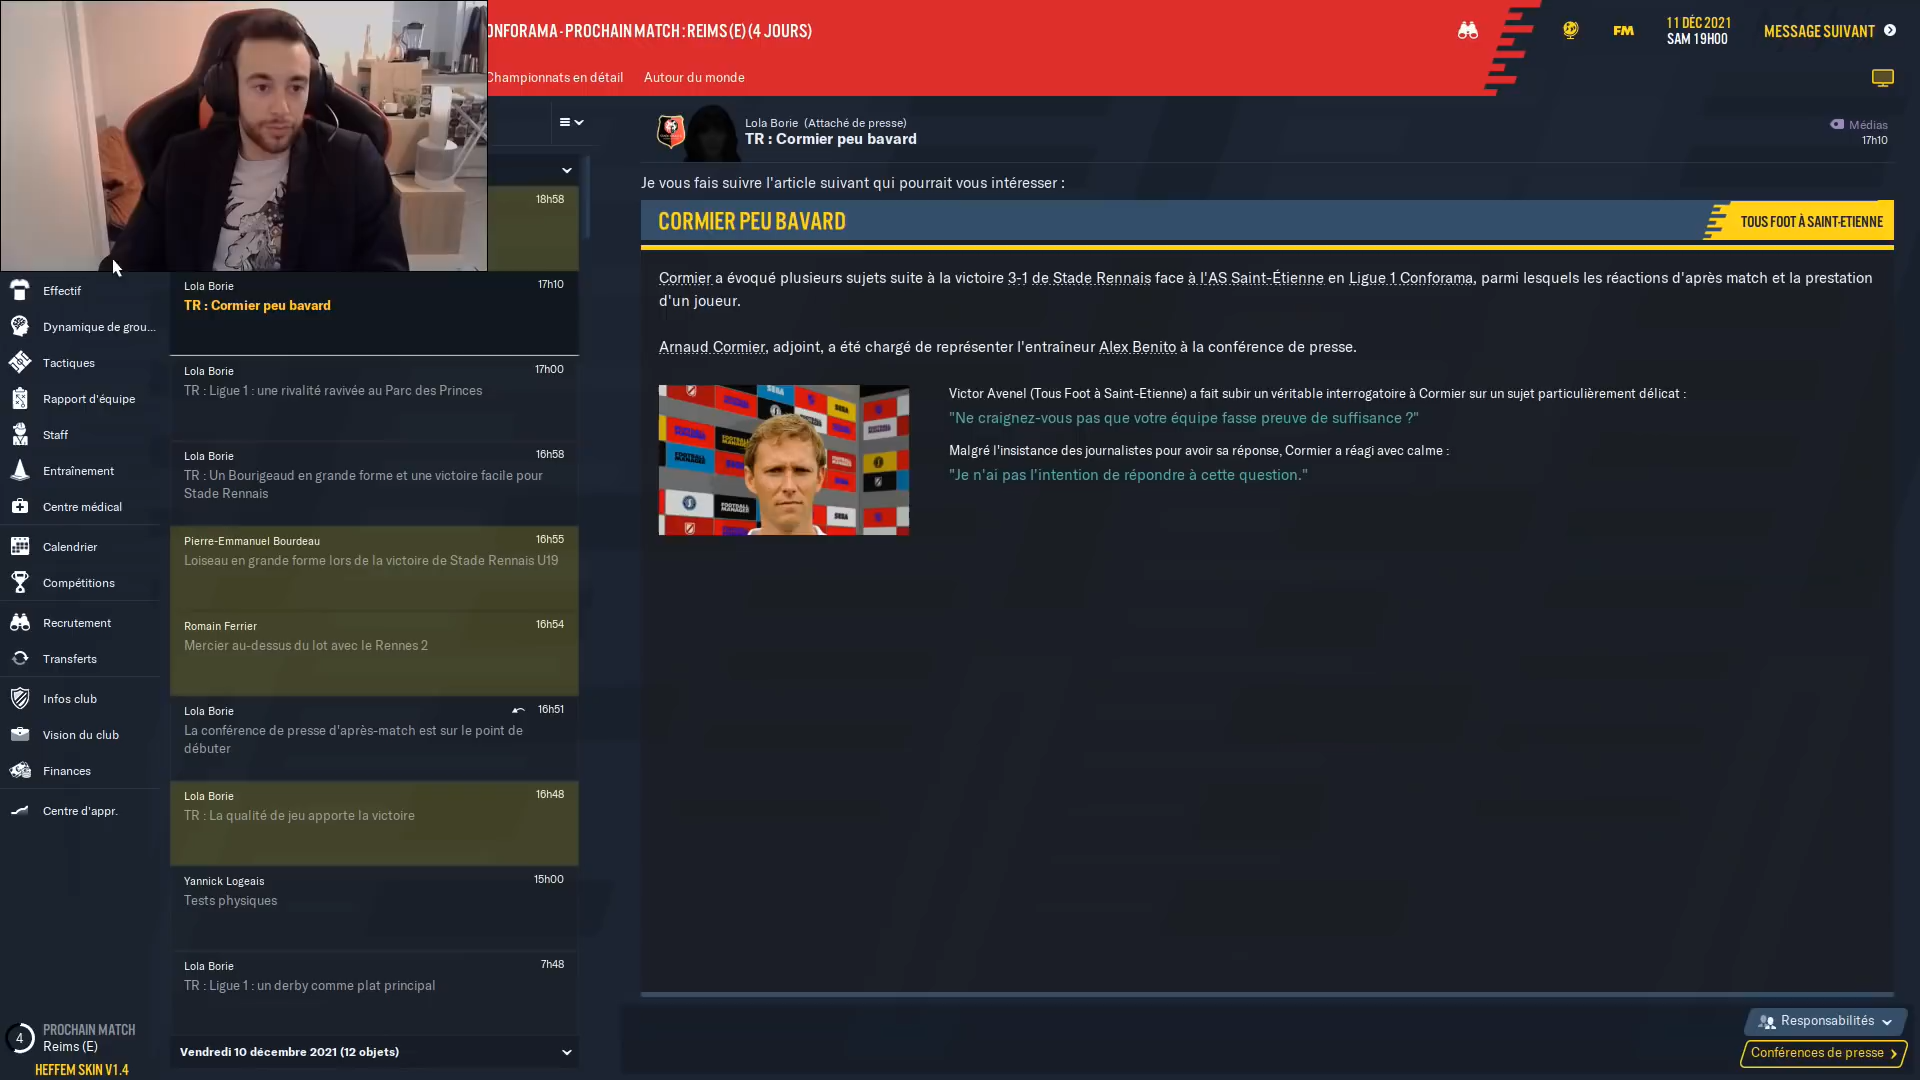 ONFORAMA - PROCHAIN MATCH : REIMS (E) (4 JOURS)
FM
11 DÉC 2021
SAM 19H00
MESSAGE SUIVANT
Championnats en détail
Autour du monde
Lola Borie (Attaché de presse)
TR : Cormier peu bavard
Médias
17h10
Je vous fais suivre l'article suivant qui pourrait vous intéresser :
CORMIER PEU BAVARD
TOUS FOOT À SAINT-ETIENNE
Cormier a évoqué plusieurs sujets suite à la victoire 3-1 de Stade Rennais face à l'AS Saint-Étienne en Ligue 1 Conforama, parmi lesquels les réactions d'après match et la prestation
d'un joueur.
Arnaud Cormier, adjoint, a été chargé de représenter l'entraîneur Alex Benito à la conférence de presse.
Victor Avenel (Tous Foot à Saint-Etienne) a fait subir un véritable interrogatoire à Cormier sur un sujet particulièrement délicat :
"Ne craignez-vous pas que votre équipe fasse preuve de suffisance ?"
Malgré l'insistance des journalistes pour avoir sa réponse, Cormier a réagi avec calme :
"Je n'ai pas l'intention de répondre à cette question."
18h58
Lola Borie
17h10
TR : Cormier peu bavard
Lola Borie
17h00
TR : Ligue 1 : une rivalité ravivée au Parc des Princes
Lola Borie
16h58
TR : Un Bourigeaud en grande forme et une victoire facile pour
Stade Rennais
Pierre-Emmanuel Bourdeau
16h55
Loiseau en grande forme lors de la victoire de Stade Rennais U19
Romain Ferrier
16h54
Mercier au-dessus du lot avec le Rennes 2
Lola Borie
16h51
La conférence de presse d'après-match est sur le point de
débuter
Lola Borie
16h48
TR : La qualité de jeu apporte la victoire
Yannick Logeais
15h00
Tests physiques
Lola Borie
7h48
TR : Ligue 1 : un derby comme plat principal
Vendredi 10 décembre 2021 (12 objets)
Effectif
Dynamique de grou...
Tactiques
Rapport d'équipe
Staff
Entraînement
Centre médical
Calendrier
Compétitions
Recrutement
Transferts
Infos club
Vision du club
Finances
Centre d'appr.
4
PROCHAIN MATCH
Reims (E)
HEFFEM SKIN V1.4
Responsabilités
Conférences de presse